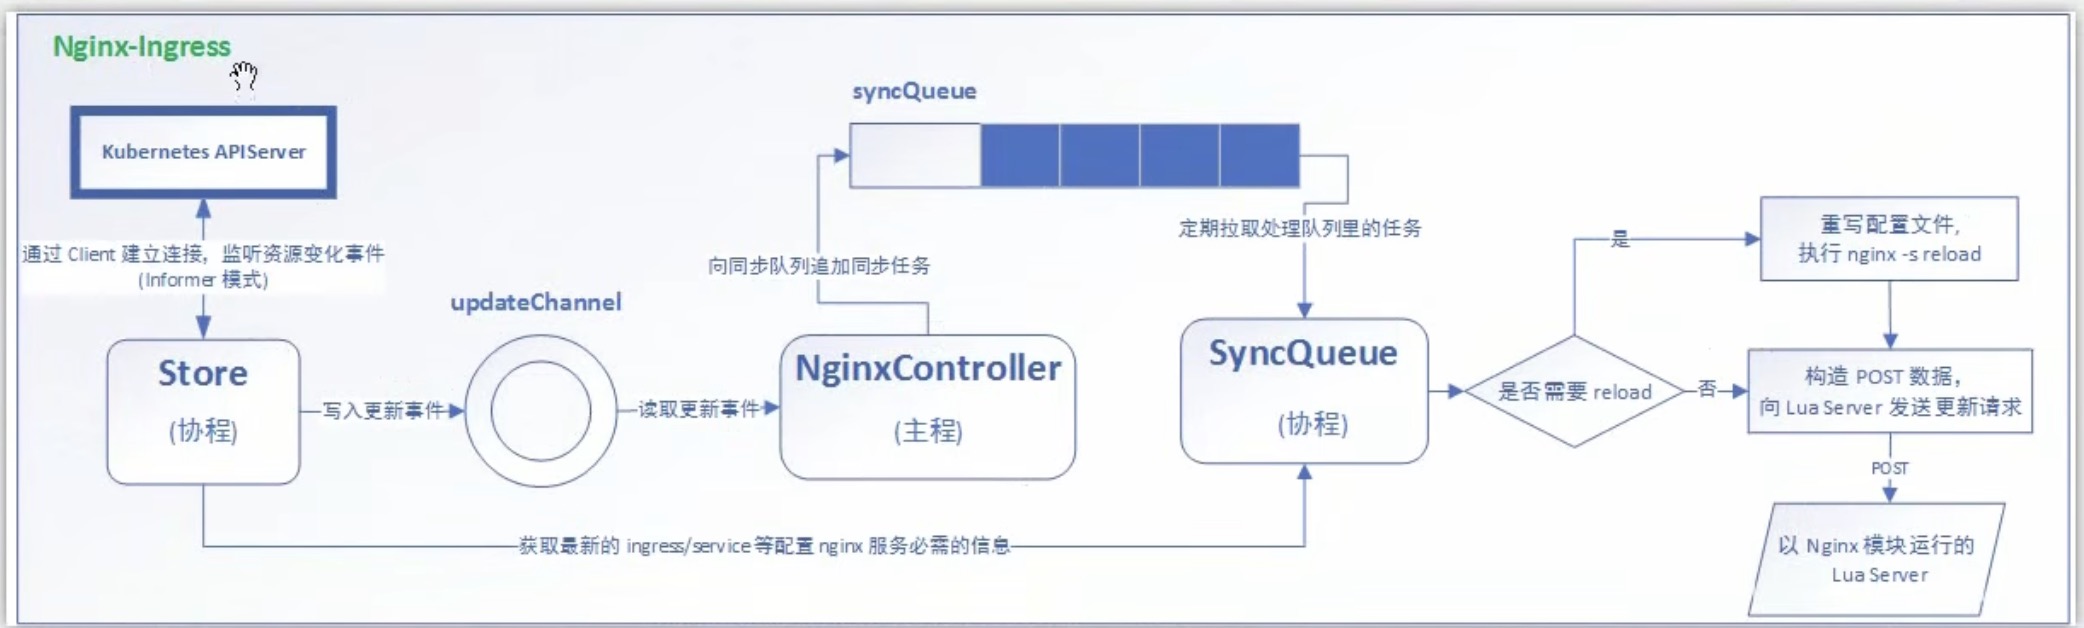 Nginx-Ingress
Kubernetes APIServer
通过 Client 建立连接，监听资源变化事件
(Informer 模式)
Store
(协程)
写入更新事件
updateChannel
读取更新事件
NginxController
(主程)
向同步队列追加同步任务
syncQueue
定期拉取处理队列里的任务
SyncQueue
(协程)
获取最新的 ingress/service 等配置 nginx 服务必需的信息
是否需要 reload
是
重写配置文件,
执行 nginx -s reload
否
构造 POST 数据,
向 Lua Server 发送更新请求
POST
以 Nginx 模块运行的
Lua Server